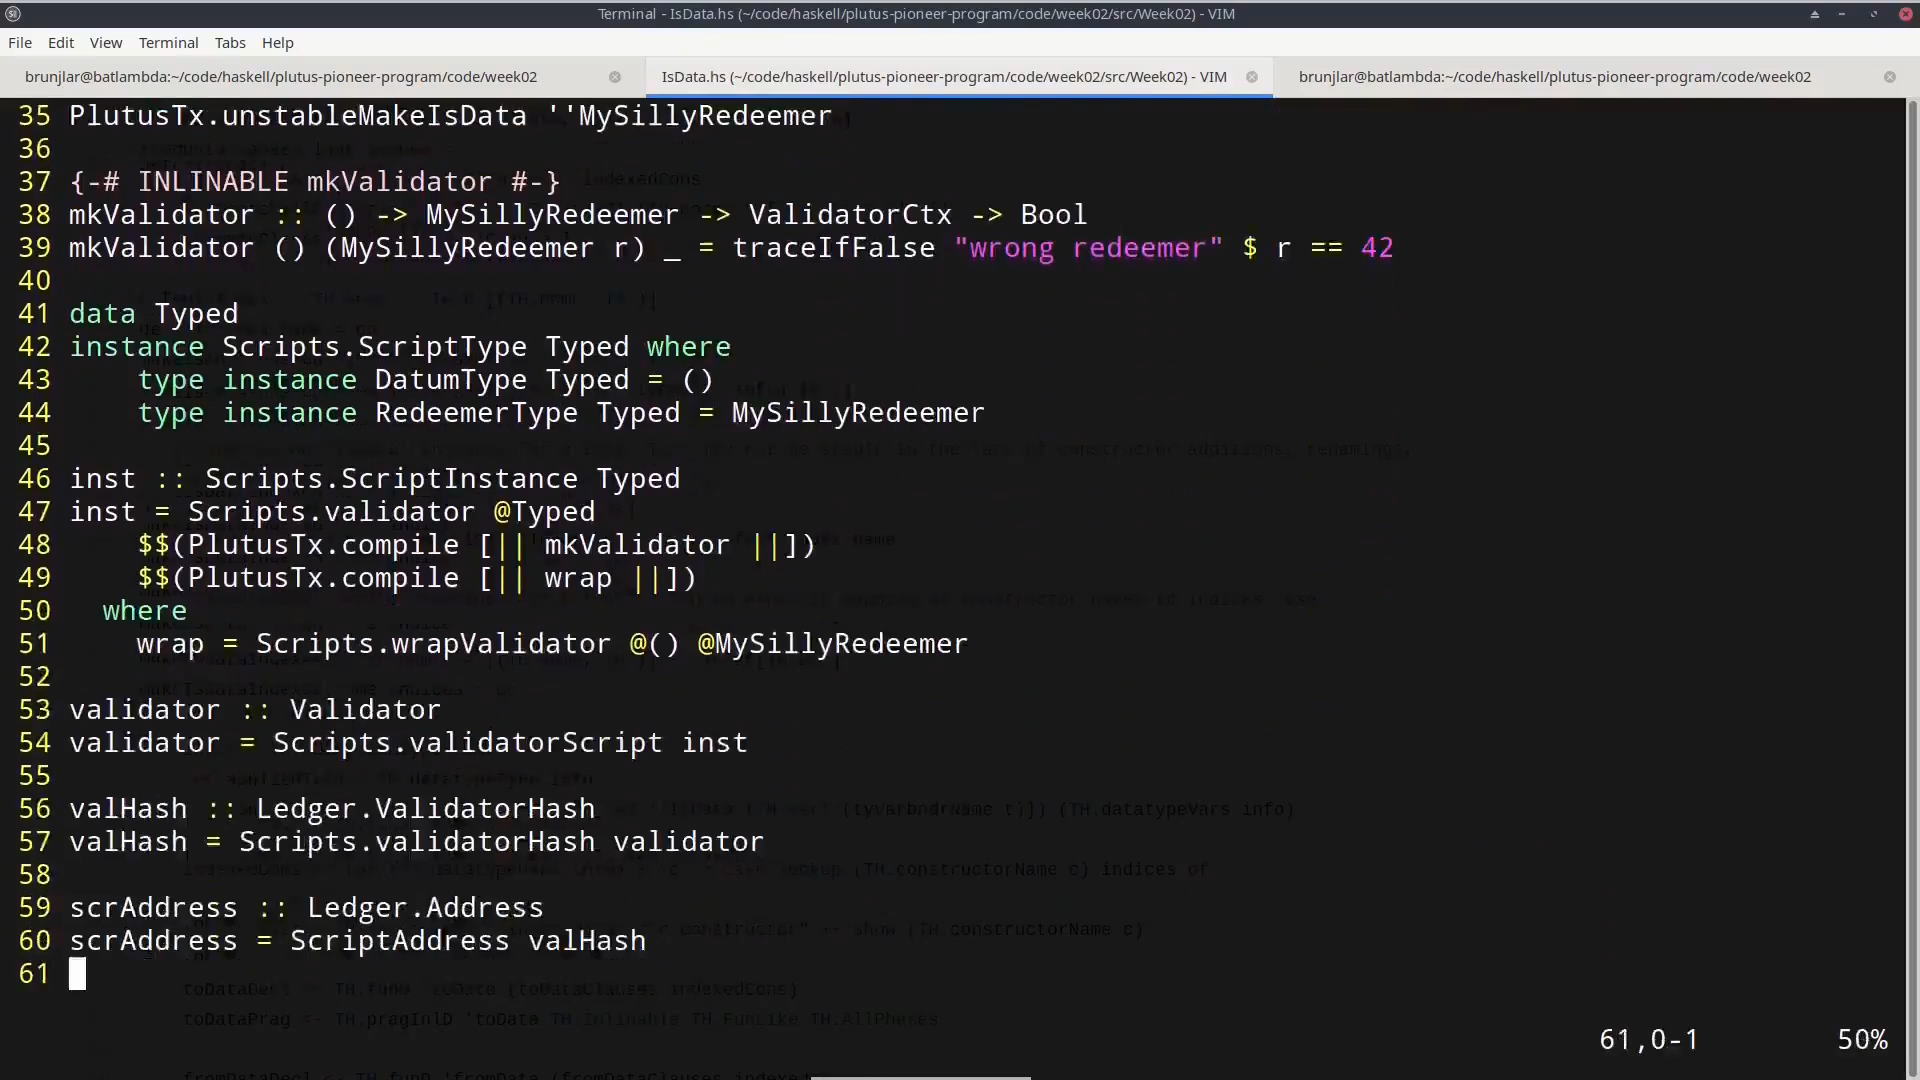 Terminal - IsData.hs (~/code/haskell/plutus-pioneer-program/code/week02/src/Week02) - VIM
File Edit View Terminal Tabs Help
brunjlar@batlambda:~/code/haskell/plutus-pioneer-program/code/week02 IsData.hs (~/code/haskell/plutus-pioneer-program/code/week02/src/Week02) - VIM brunjlar@batlambda:~/code/haskell/plutus-pioneer-program/code/week02
35 PlutusTx.unstableMakeIsData ''MySillyRedeemer
36
37 {-# INLINABLE mkValidator #-}
38 mkValidator :: () -> MySillyRedeemer -> ValidatorCtx -> Bool
39 mkValidator () (MySillyRedeemer r) _ = traceIfFalse "wrong redeemer" $ r == 42
40
41 data Typed
42 instance Scripts.ScriptType Typed where
43     type instance DatumType Typed = ()
44     type instance RedeemerType Typed = MySillyRedeemer
45
46 inst :: Scripts.ScriptInstance Typed
47 inst = Scripts.validator @Typed
48     $$(PlutusTx.compile [|| mkValidator ||])
49     $$(PlutusTx.compile [|| wrap ||])
50   where
51     wrap = Scripts.wrapValidator @() @MySillyRedeemer
52
53 validator :: Validator
54 validator = Scripts.validatorScript inst
55
56 valHash :: Ledger.ValidatorHash
57 valHash = Scripts.validatorHash validator
58
59 scrAddress :: Ledger.Address
60 scrAddress = ScriptAddress valHash
61
61,0-1 50%